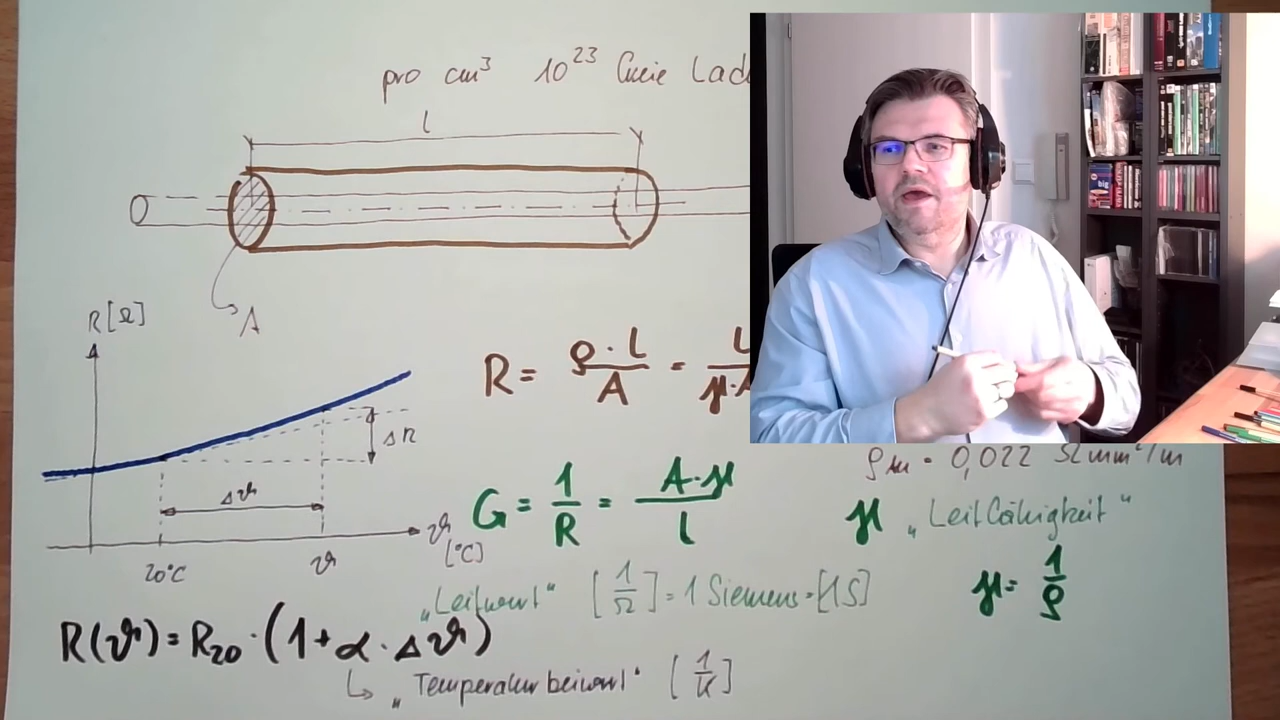 pro cm³ 10²³ freie Lad
l
A
R[Ω]
ΔR
Δϑ
20°C ϑ
ϑ [°C]
R = ρ·l/A = l/ϰ·A
ρ = 0,022 Ωmm²/m
G = 1/R = A·ϰ/l
ϰ „Leitfähigkeit"
ϰ = 1/ρ
„Leitwert" [1/Ω] = 1 Siemens = [1S]
R(ϑ) = R₂₀·(1+α·Δϑ)
„Temperaturbeiwert" [1/K]
big